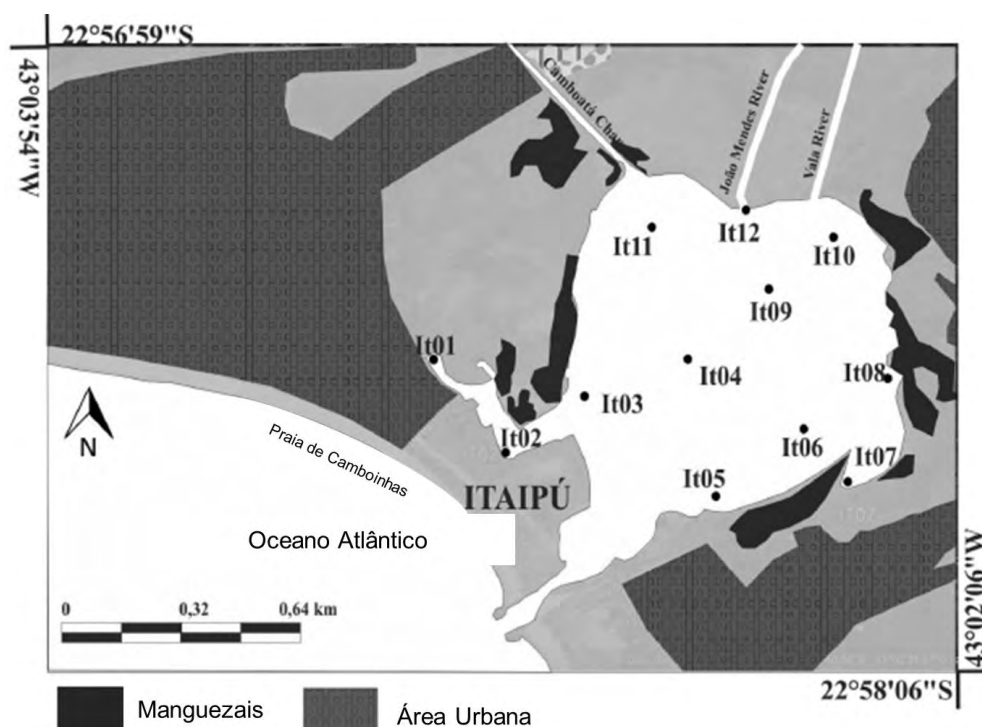 22°56'59"S
43°03'54"W
Camboatá Cha
João Mendes River
Vala River
It12
It11
It10
It09
It01
It04
It08
It03
It06
It02
It07
It05
Praia de Camboinhas
N
ITAIPÚ
Oceano Atlântico
0 0,32 0,64 km
43°02'06"W
22°58'06"S
Manguezais
Área Urbana